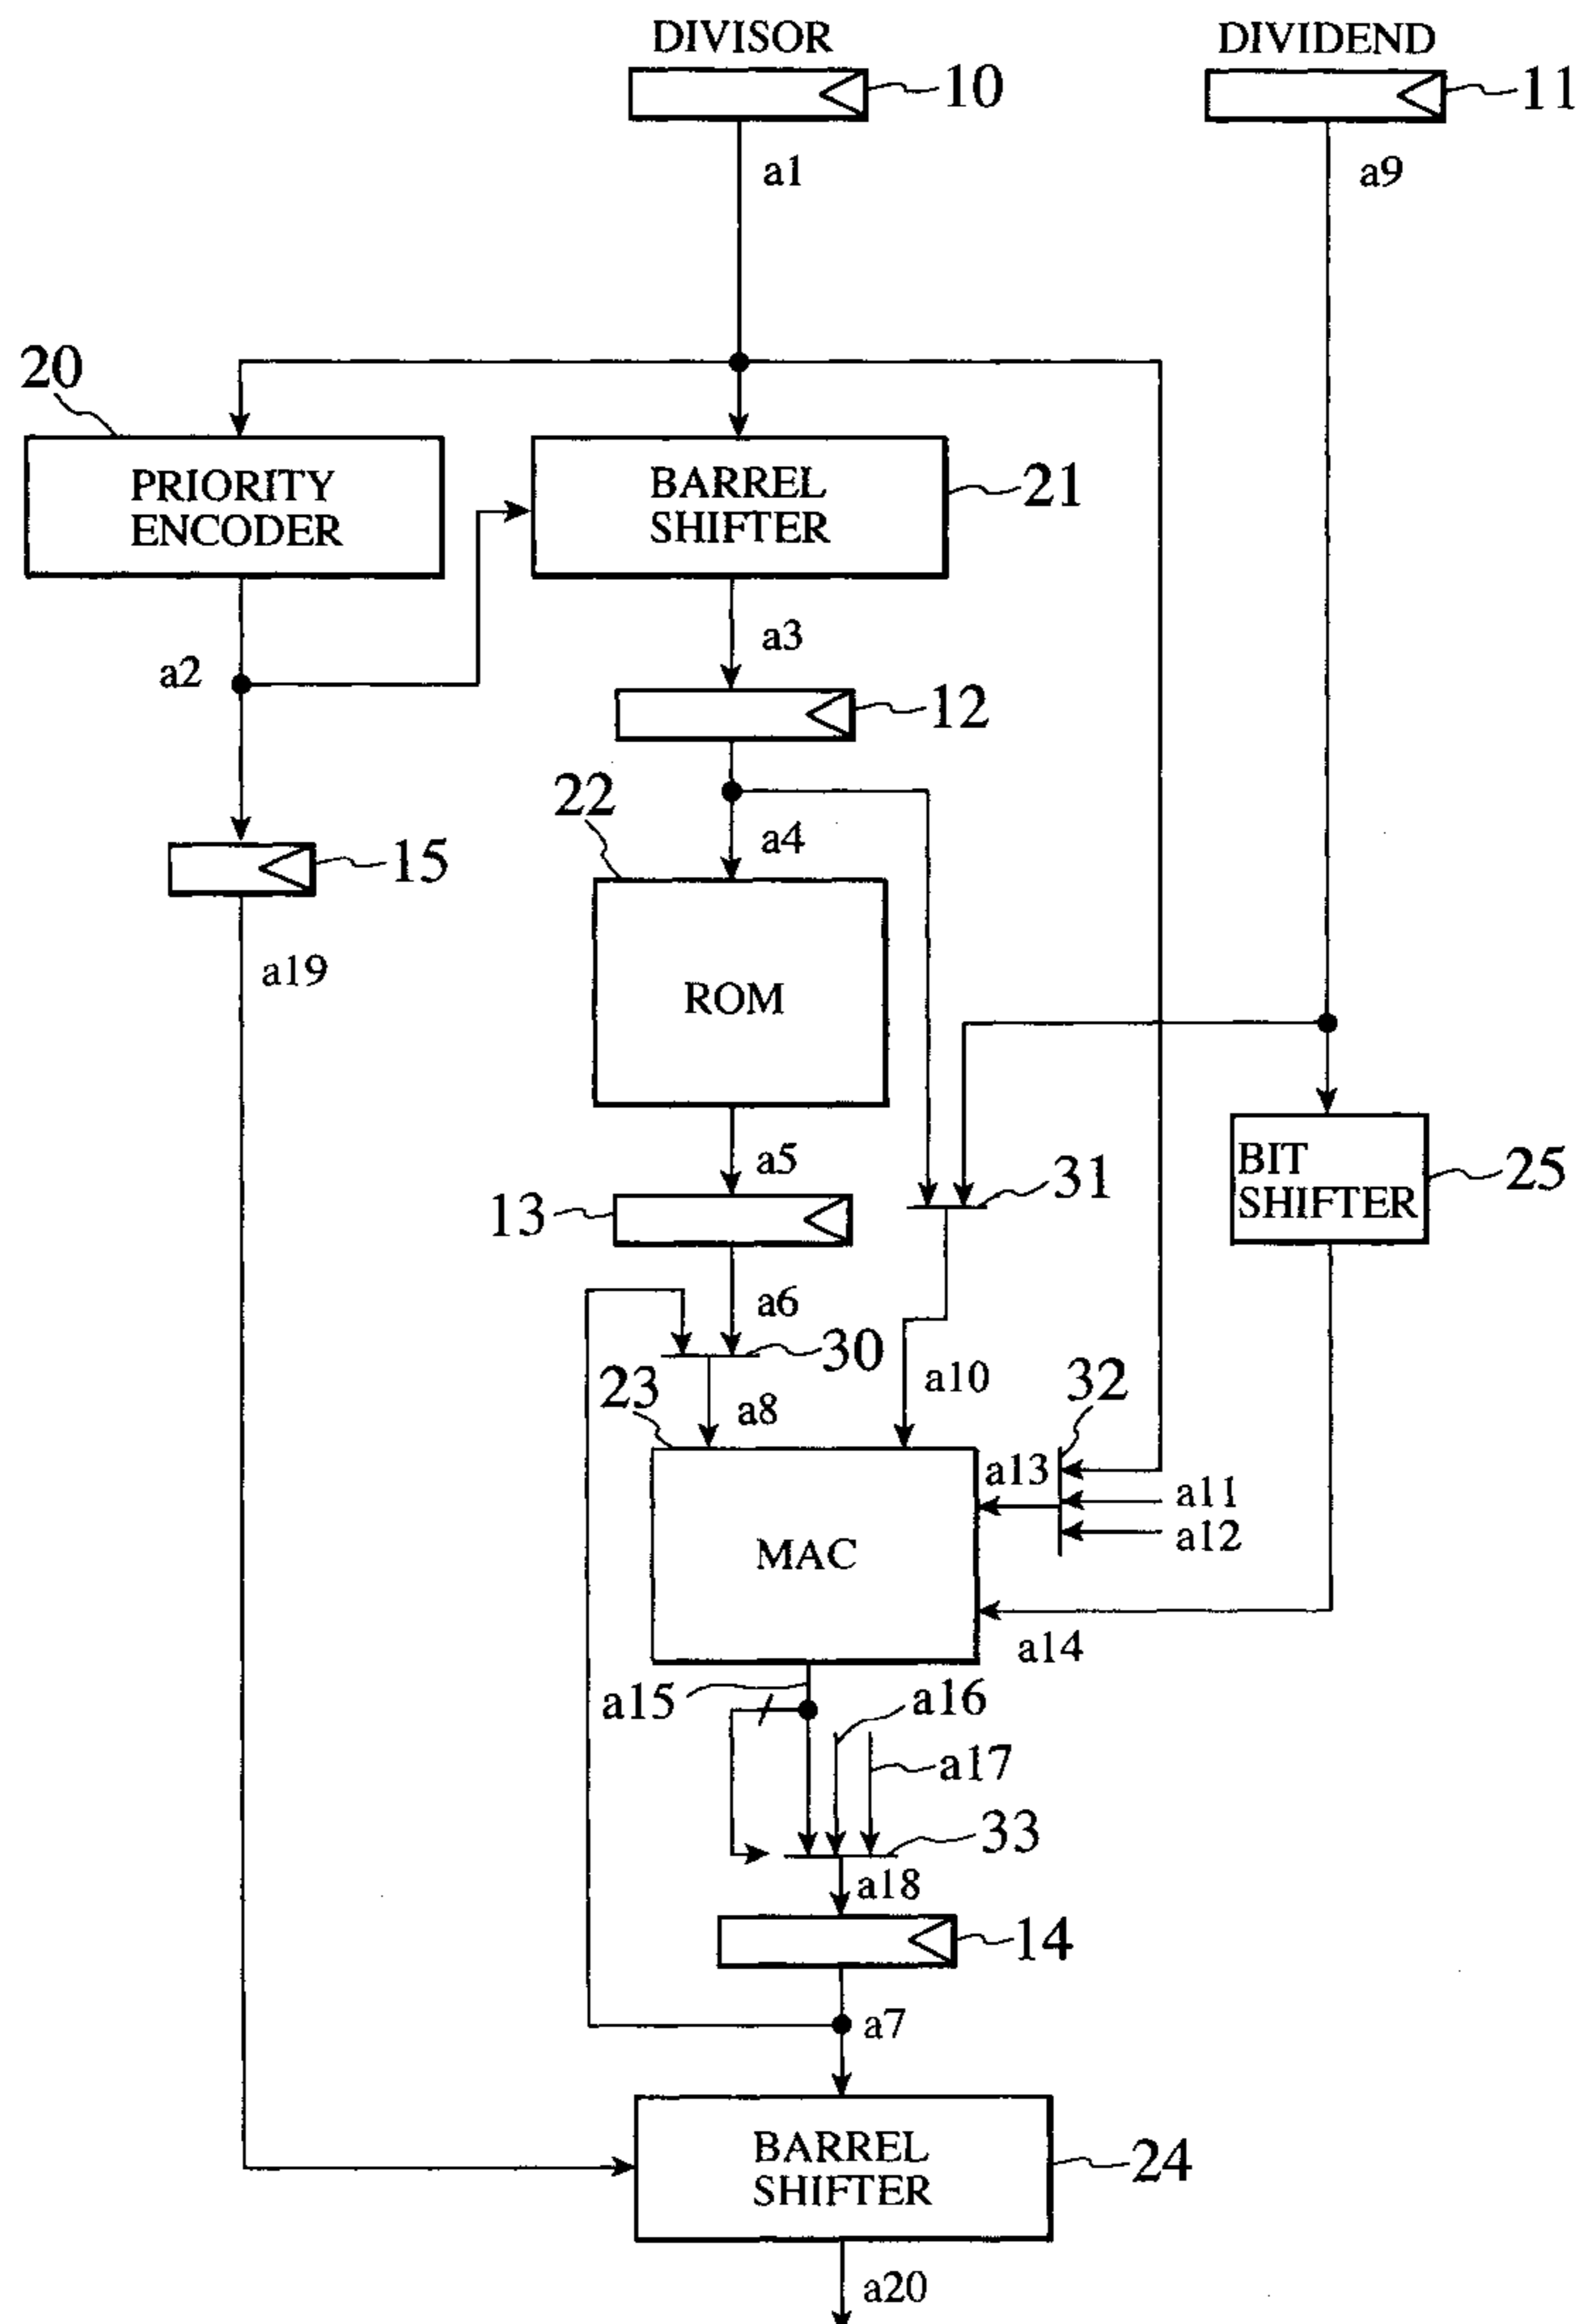 DIVISOR
DIVIDEND
10
11
a1
a9
20
PRIORITY
ENCODER
BARREL
SHIFTER
21
a2
a3
12
22
a4
15
a19
ROM
a5
13
31
BIT
SHIFTER
25
a6
30
23
a8
a10
32
a13
a11
a12
MAC
a14
a15
a16
a17
33
a18
14
a7
BARREL
SHIFTER
24
a20